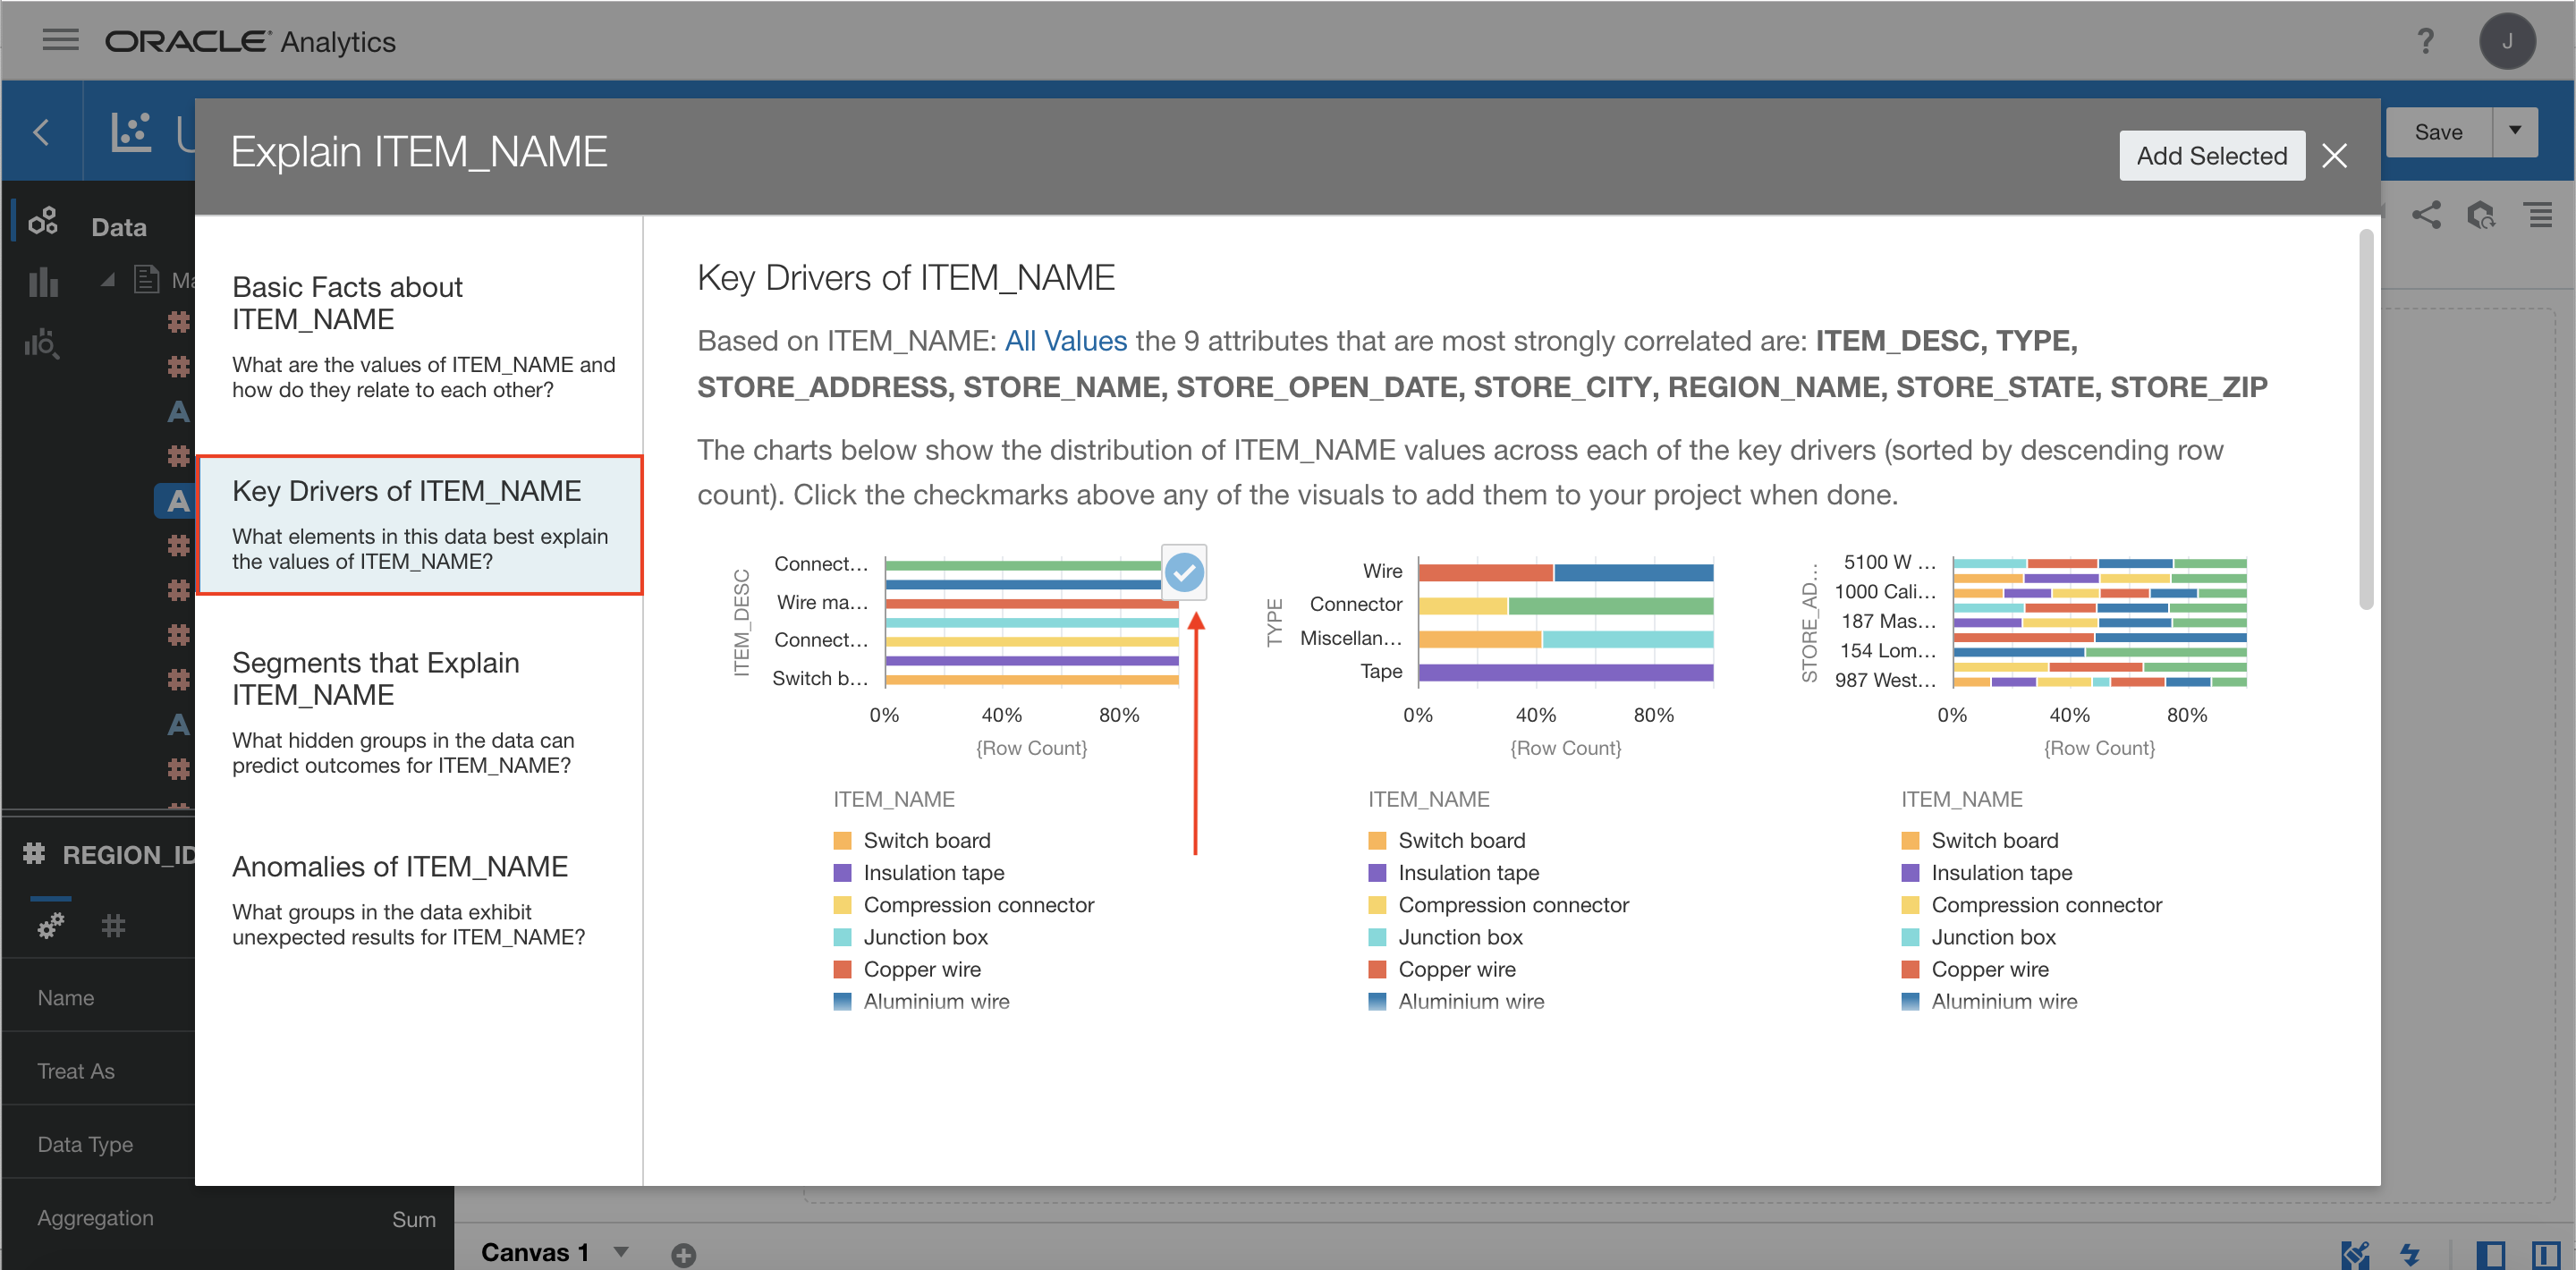 ORACLE Analytics
?
J
Save
Explain ITEM_NAME
Add Selected
Data
Ma
A
A
A
Basic Facts about
ITEM_NAME
What are the values of ITEM_NAME and
how do they relate to each other?
Key Drivers of ITEM_NAME
What elements in this data best explain
the values of ITEM_NAME?
Segments that Explain
ITEM_NAME
What hidden groups in the data can
predict outcomes for ITEM_NAME?
Anomalies of ITEM_NAME
What groups in the data exhibit
unexpected results for ITEM_NAME?
Key Drivers of ITEM_NAME
Based on ITEM_NAME: All Values the 9 attributes that are most strongly correlated are: ITEM_DESC, TYPE,
STORE_ADDRESS, STORE_NAME, STORE_OPEN_DATE, STORE_CITY, REGION_NAME, STORE_STATE, STORE_ZIP
The charts below show the distribution of ITEM_NAME values across each of the key drivers (sorted by descending row
count). Click the checkmarks above any of the visuals to add them to your project when done.
ITEM_DESC
Connect...
Wire ma...
Connect...
Switch b...
0% 40% 80%
{Row Count}
ITEM_NAME
Switch board
Insulation tape
Compression connector
Junction box
Copper wire
Aluminium wire
TYPE
Wire
Connector
Miscellan...
Tape
0% 40% 80%
{Row Count}
ITEM_NAME
Switch board
Insulation tape
Compression connector
Junction box
Copper wire
Aluminium wire
STORE_AD...
5100 W ...
1000 Cali...
187 Mas...
154 Lom...
987 West...
0% 40% 80%
{Row Count}
ITEM_NAME
Switch board
Insulation tape
Compression connector
Junction box
Copper wire
Aluminium wire
# REGION_ID
#
Name
Treat As
Data Type
Aggregation Sum
Canvas 1